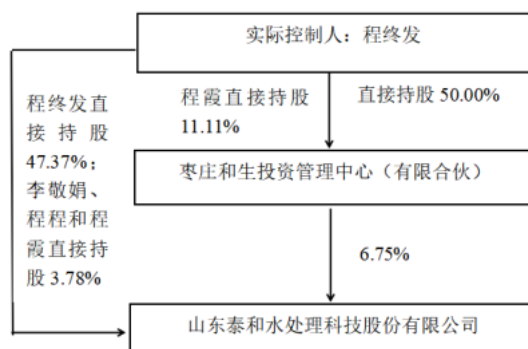 实际控制人：程终发
程终发直
接持股
47.37%；
李敬娟、
程程和程
霞直接持
股 3.78%
程霞直接持股
11.11%
直接持股 50.00%
枣庄和生投资管理中心（有限合伙）
6.75%
山东泰和水处理科技股份有限公司